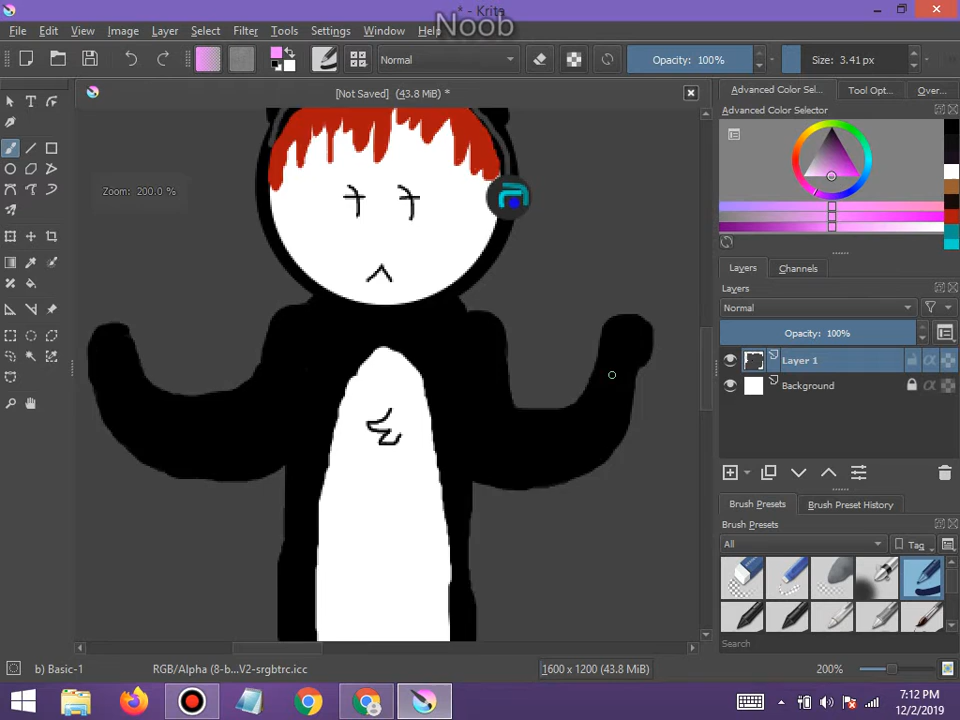 * - Krita
Noob
File Edit View Image Layer Select Filter Tools Settings Window Help
Normal Opacity: 100% Size: 3.41 px
[Not Saved] (43.8 MiB) *
Advanced Color Sel... Tool Opt... Over...
Advanced Color Selector
Zoom: 200.0 %
Layers Channels
Layers
Normal
Opacity: 100%
Layer 1
Background
Brush Presets Brush Preset History
Brush Presets
All Tag
Search
b) Basic-1 RGB/Alpha (8-b...V2-srgbtrc.icc 1600 x 1200 (43.8 MiB) 200%
7:12 PM
12/2/2019